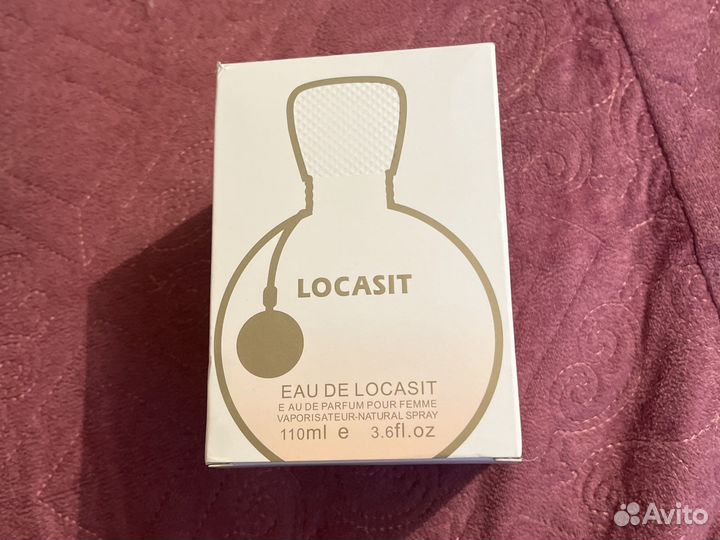 LOCASIT
EAU DE LOCASIT
E AU DE PARFUM POUR FEMME
VAPORISATEUR-NATURAL SPRAY
110ml e 3.6fl.oz
Avito